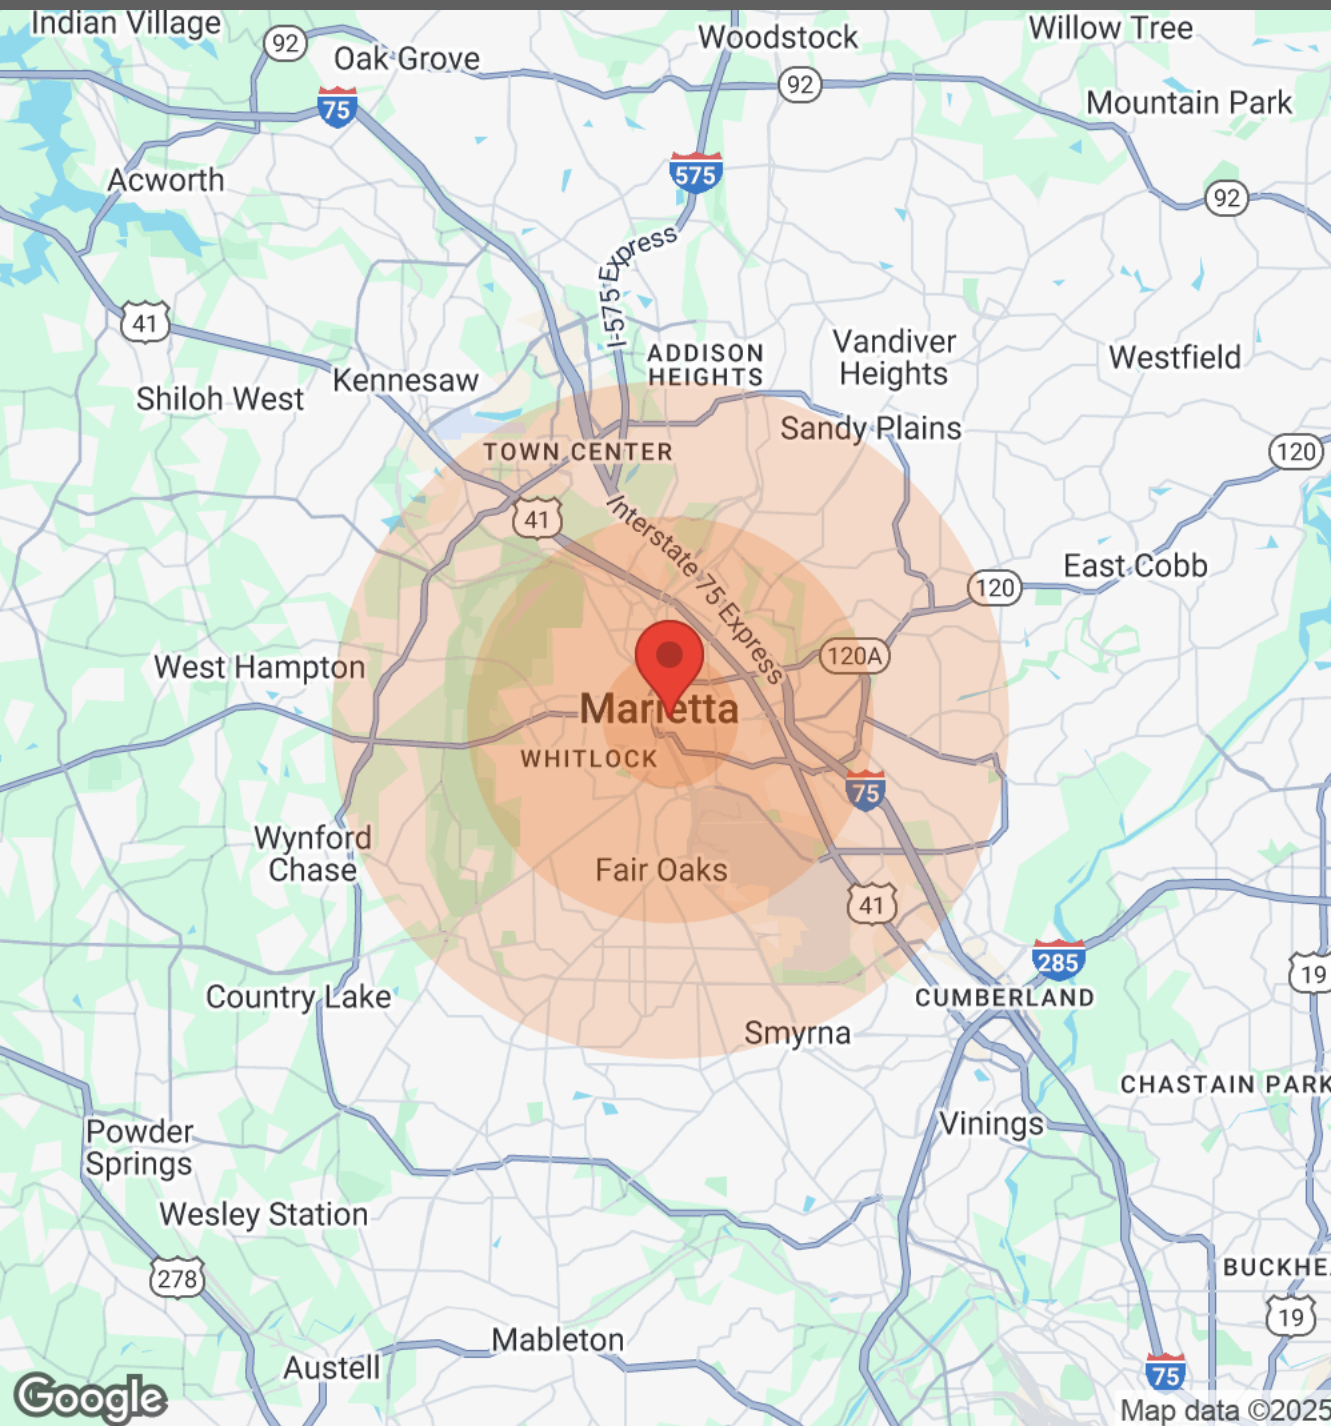 Indian Village
92
Oak Grove
Woodstock
Willow Tree
75
92
Mountain Park
575
Acworth
92
I-575 Express
41
ADDISON
HEIGHTS
Vandiver
Heights
Westfield
Kennesaw
Shiloh West
Sandy Plains
TOWN CENTER
120
41
Interstate 75 Express
East Cobb
120
West Hampton
120A
Marietta
WHITLOCK
75
Wynford
Chase
Fair Oaks
41
285
19
Country Lake
CUMBERLAND
Smyrna
CHASTAIN PARK
Powder
Springs
Vinings
Wesley Station
278
BUCKHE
19
Mableton
Austell
75
Google
Map data ©2025